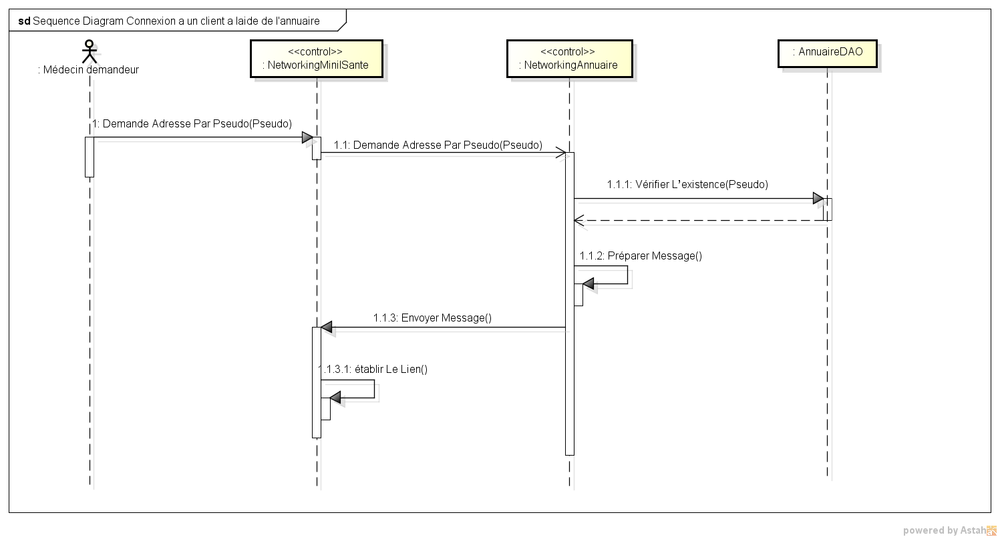 sd Sequence Diagram Connexion a un client a laide de l'annuaire
: Médecin demandeur
<<control>>
: NetworkingMinilSante
<<control>>
: NetworkingAnnuaire
: AnnuaireDAO
1: Demande Adresse Par Pseudo(Pseudo)
1.1: Demande Adresse Par Pseudo(Pseudo)
1.1.1: Vérifier L’existence(Pseudo)
1.1.2: Préparer Message()
1.1.3: Envoyer Message()
1.1.3.1: établir Le Lien()
powered by Astah